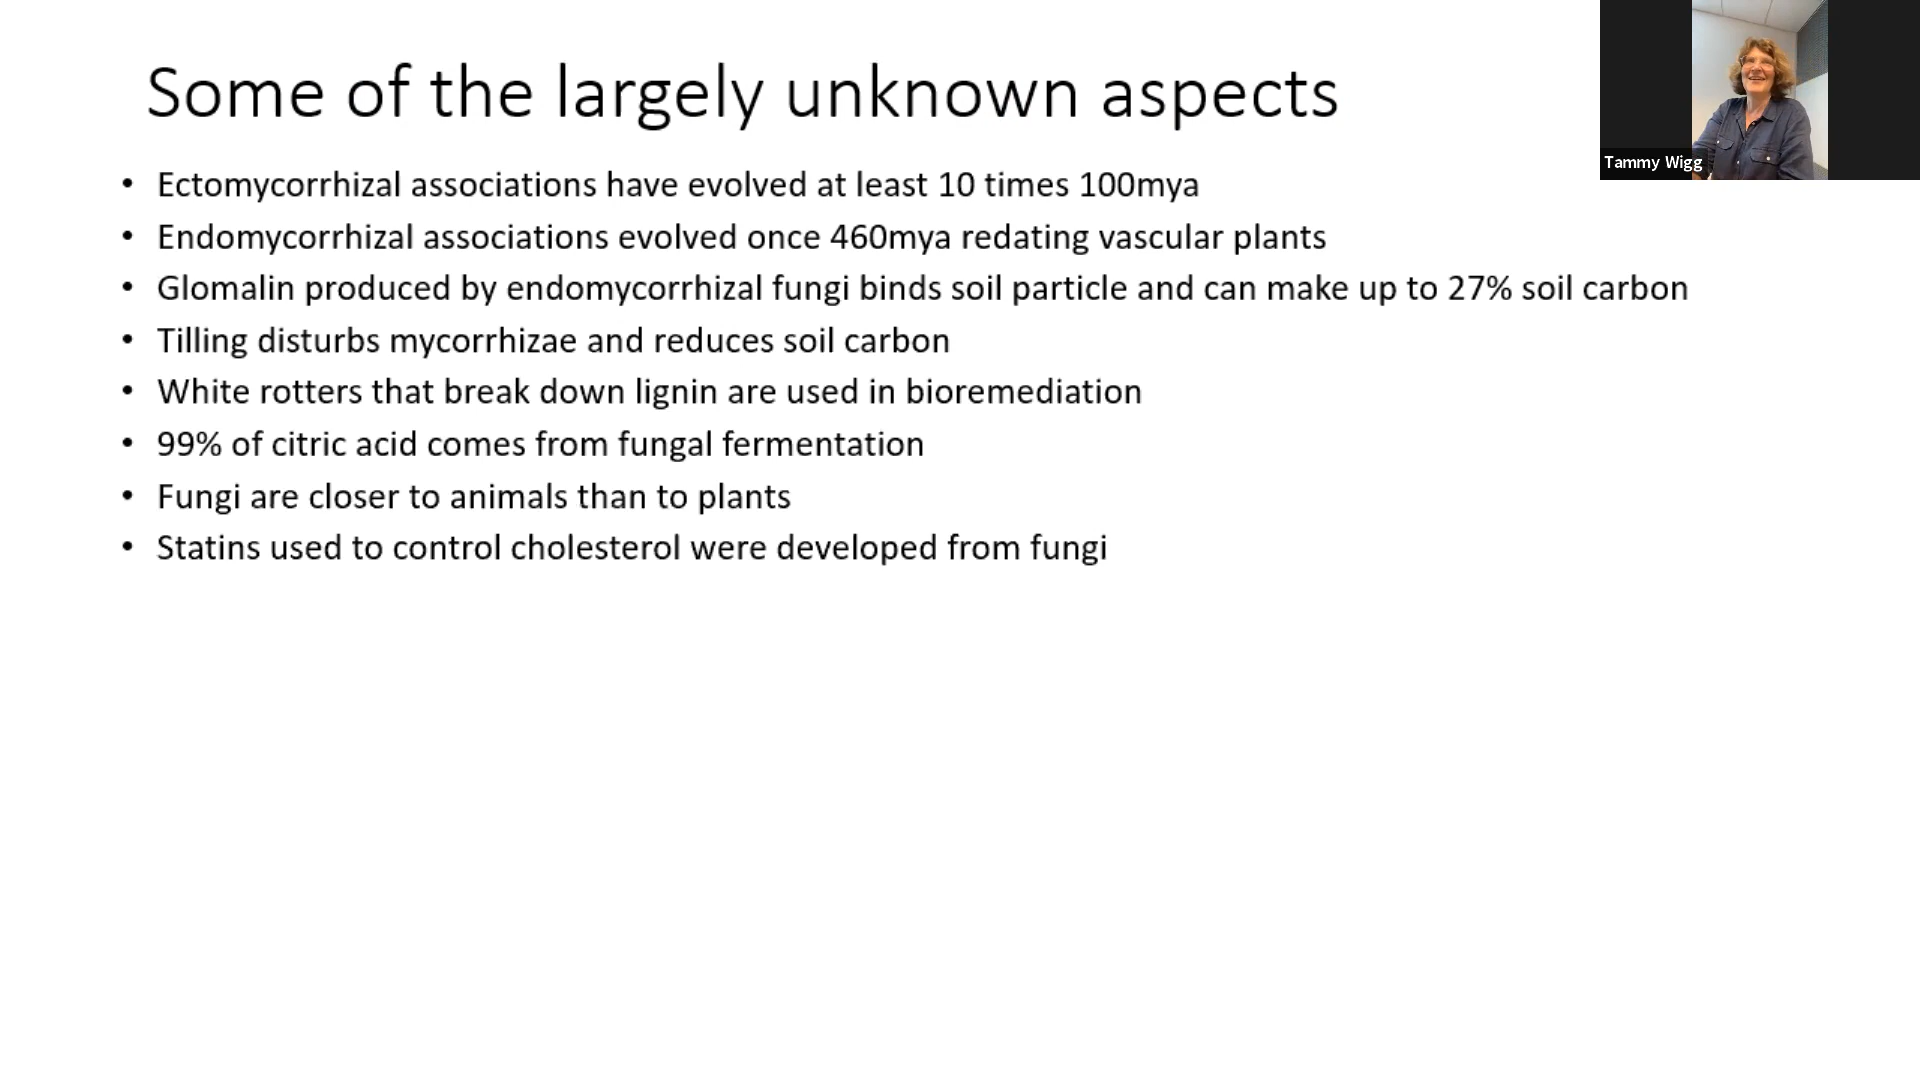 Some of the largely unknown aspects
• Ectomycorrhizal associations have evolved at least 10 times 100mya
• Endomycorrhizal associations evolved once 460mya redating vascular plants
• Glomalin produced by endomycorrhizal fungi binds soil particle and can make up to 27% soil carbon
• Tilling disturbs mycorrhizae and reduces soil carbon
• White rotters that break down lignin are used in bioremediation
• 99% of citric acid comes from fungal fermentation
• Fungi are closer to animals than to plants
• Statins used to control cholesterol were developed from fungi
Tammy Wigg